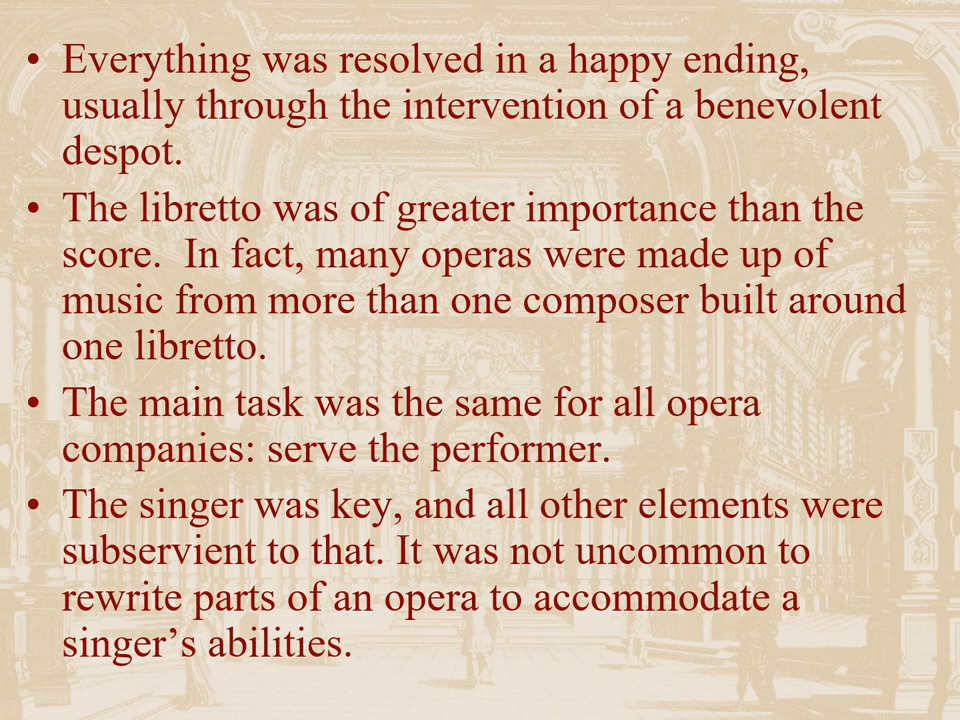 • Everything was resolved in a happy ending,
usually through the intervention of a benevolent
despot.
• The libretto was of greater importance than the
score.  In fact, many operas were made up of
music from more than one composer built around
one libretto.
• The main task was the same for all opera
companies: serve the performer.
• The singer was key, and all other elements were
subservient to that. It was not uncommon to
rewrite parts of an opera to accommodate a
singer’s abilities.